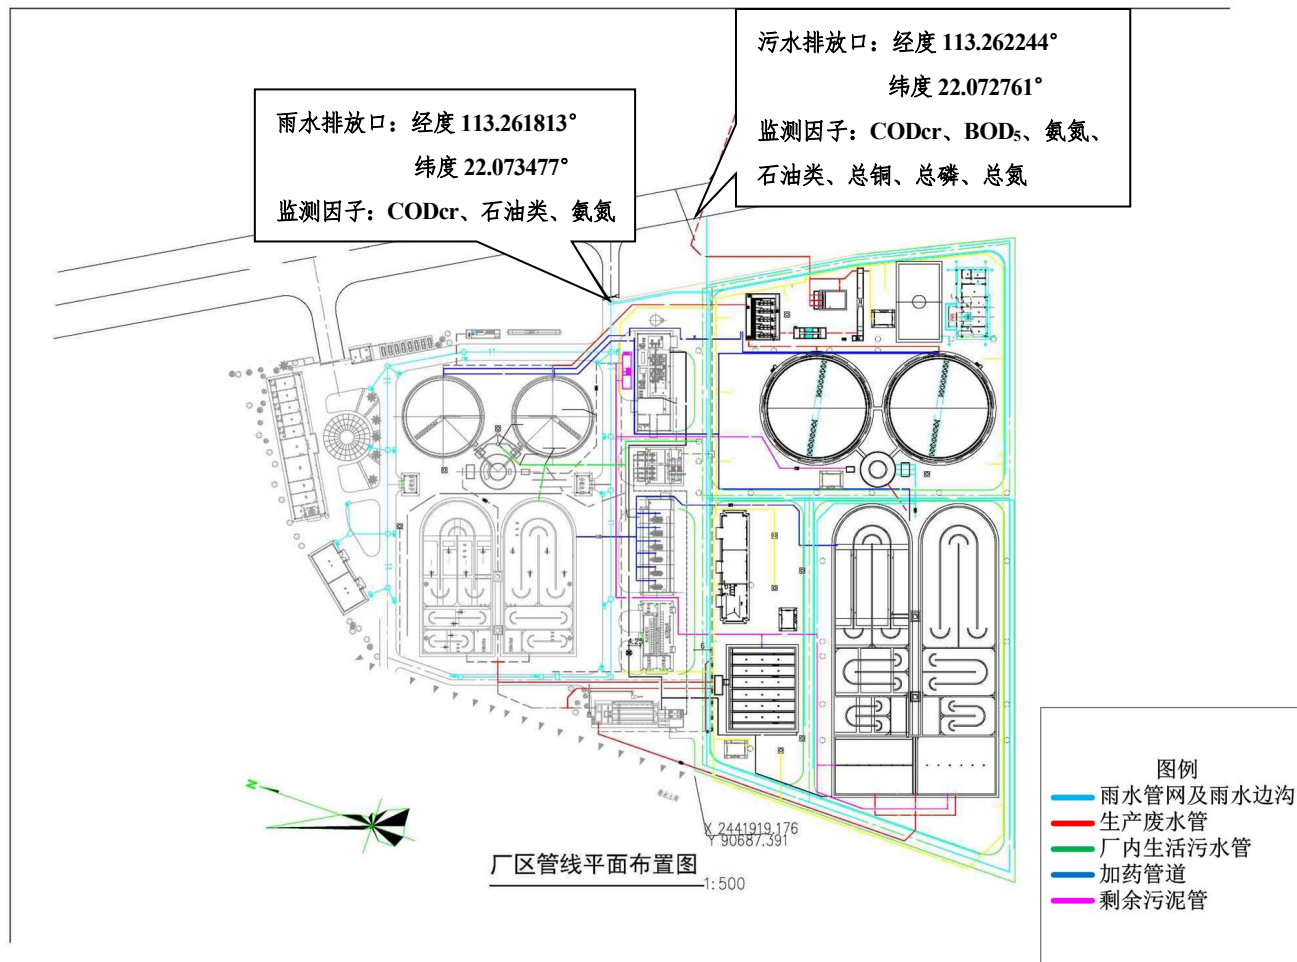 污水排放口：经度 113.262244°
纬度 22.072761°
监测因子：CODcr、BOD₅、氨氮、
石油类、总铜、总磷、总氮
雨水排放口：经度 113.261813°
纬度 22.073477°
监测因子：CODcr、石油类、氨氮
4.25
6
N
X 2441919.176
Y 90687.391
厂区管线平面布置图
1:500
图例
雨水管网及雨水边沟
生产废水管
厂内生活污水管
加药管道
剩余污泥管